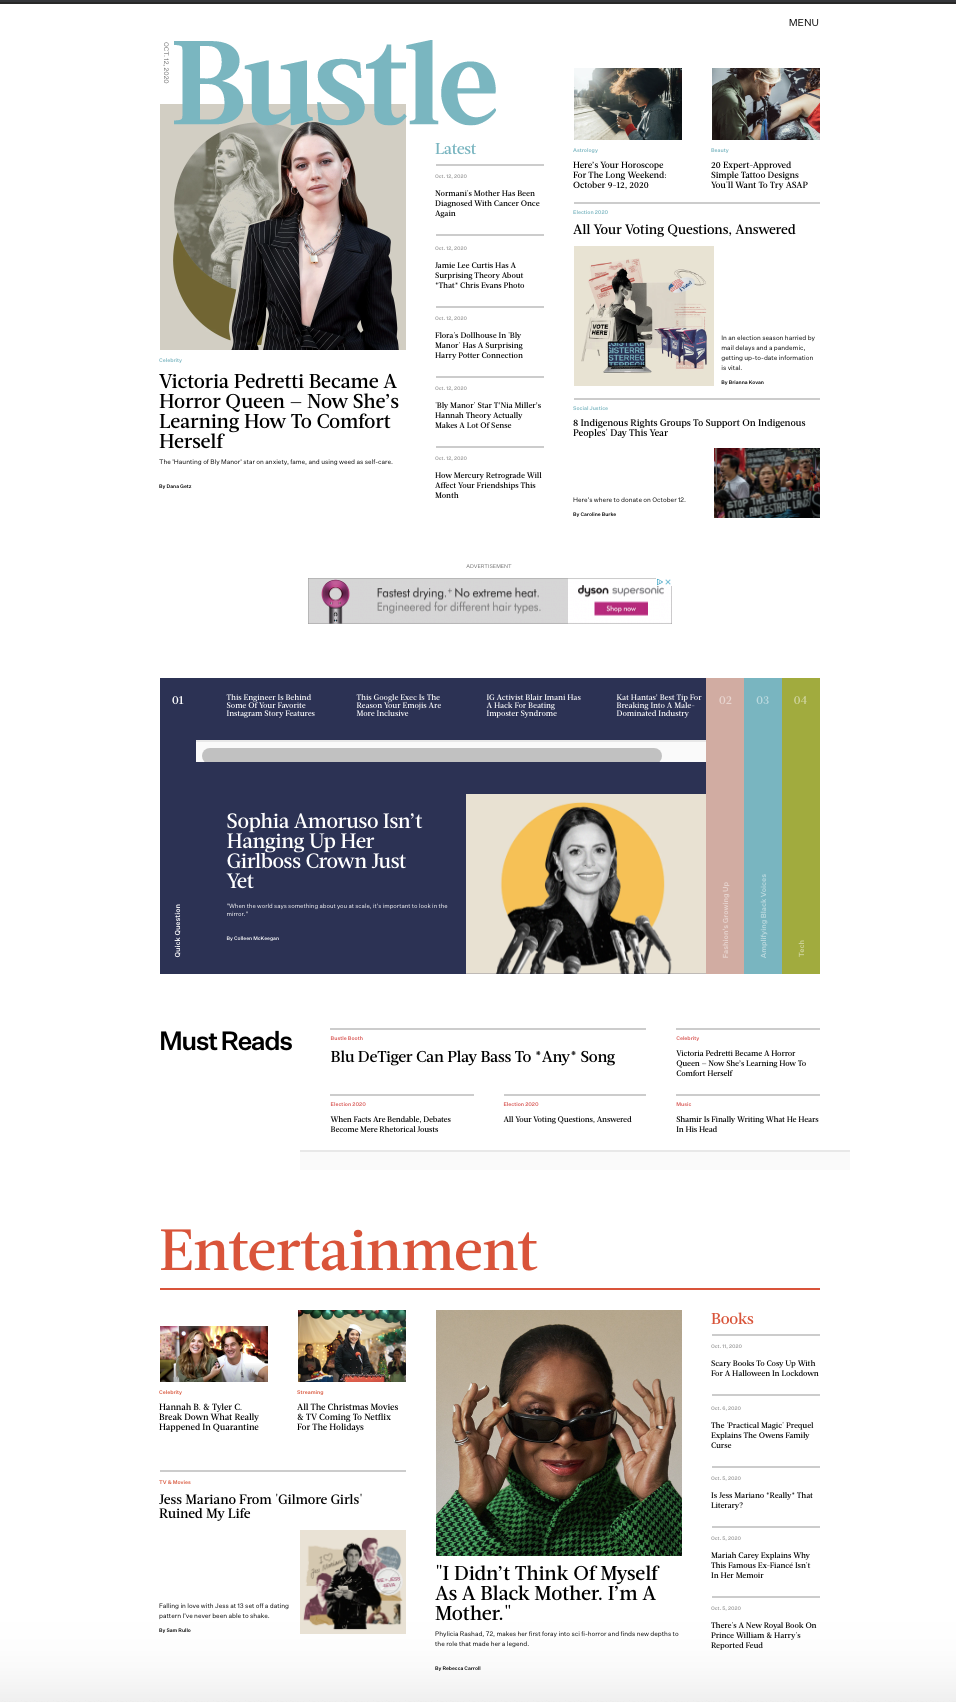 MENU
OCT. 12, 2020
Bustle
Celebrity
Victoria Pedretti Became A
Horror Queen — Now She's
Learning How To Comfort
Herself
The 'Haunting of Bly Manor' star on anxiety, fame, and using weed as self-care.
By Dana Getz
Latest
Oct. 12, 2020
Normani's Mother Has Been
Diagnosed With Cancer Once
Again
Oct. 12, 2020
Jamie Lee Curtis Has A
Surprising Theory About
*That* Chris Evans Photo
Oct. 12, 2020
Flora's Dollhouse In 'Bly
Manor' Has A Surprising
Harry Potter Connection
Oct. 12, 2020
'Bly Manor' Star T'Nia Miller's
Hannah Theory Actually
Makes A Lot Of Sense
Oct. 12, 2020
How Mercury Retrograde Will
Affect Your Friendships This
Month
Astrology
Here's Your Horoscope
For The Long Weekend:
October 9-12, 2020
Beauty
20 Expert-Approved
Simple Tattoo Designs
You'll Want To Try ASAP
Election 2020
All Your Voting Questions, Answered
VOTE
HERE
In an election season harried by
mail delays and a pandemic,
getting up-to-date information
is vital.
By Brianna Kovan
Social Justice
8 Indigenous Rights Groups To Support On Indigenous
Peoples' Day This Year
Here's where to donate on October 12.
By Caroline Burke
STOP THE PLUNDER OF
OUR ANCESTRAL LAND!
ADVERTISEMENT
Fastest drying.+ No extreme heat.
Engineered for different hair types.
dyson supersonic
Shop now
01
This Engineer Is Behind
Some Of Your Favorite
Instagram Story Features
This Google Exec Is The
Reason Your Emojis Are
More Inclusive
IG Activist Blair Imani Has
A Hack For Beating
Imposter Syndrome
Kat Hantas' Best Tip For
Breaking Into A Male-
Dominated Industry
02
03
04
Sophia Amoruso Isn't
Hanging Up Her
Girlboss Crown Just
Yet
"When the world says something about you at scale, it's important to look in the
mirror."
By Colleen McKeegan
Quick Question
Fashion's Growing Up
Amplifying Black Voices
Tech
Must Reads
Bustle Booth
Blu DeTiger Can Play Bass To *Any* Song
Celebrity
Victoria Pedretti Became A Horror
Queen — Now She's Learning How To
Comfort Herself
Election 2020
When Facts Are Bendable, Debates
Become Mere Rhetorical Jousts
Election 2020
All Your Voting Questions, Answered
Music
Shamir Is Finally Writing What He Hears
In His Head
Entertainment
Celebrity
Hannah B. & Tyler C.
Break Down What Really
Happened In Quarantine
Streaming
All The Christmas Movies
& TV Coming To Netflix
For The Holidays
TV & Movies
Jess Mariano From 'Gilmore Girls'
Ruined My Life
Falling in love with Jess at 13 set off a dating
pattern I've never been able to shake.
By Sam Rullo
"I Didn't Think Of Myself
As A Black Mother. I'm A
Mother."
Phylicia Rashad, 72, makes her first foray into sci fi-horror and finds new depths to
the role that made her a legend.
By Rebecca Carroll
Books
Oct. 11, 2020
Scary Books To Cosy Up With
For A Halloween In Lockdown
Oct. 6, 2020
The 'Practical Magic' Prequel
Explains The Owens Family
Curse
Oct. 5, 2020
Is Jess Mariano *Really* That
Literary?
Oct. 5, 2020
Mariah Carey Explains Why
This Famous Ex-Fiancé Isn't
In Her Memoir
Oct. 5, 2020
There's A New Royal Book On
Prince William & Harry's
Reported Feud